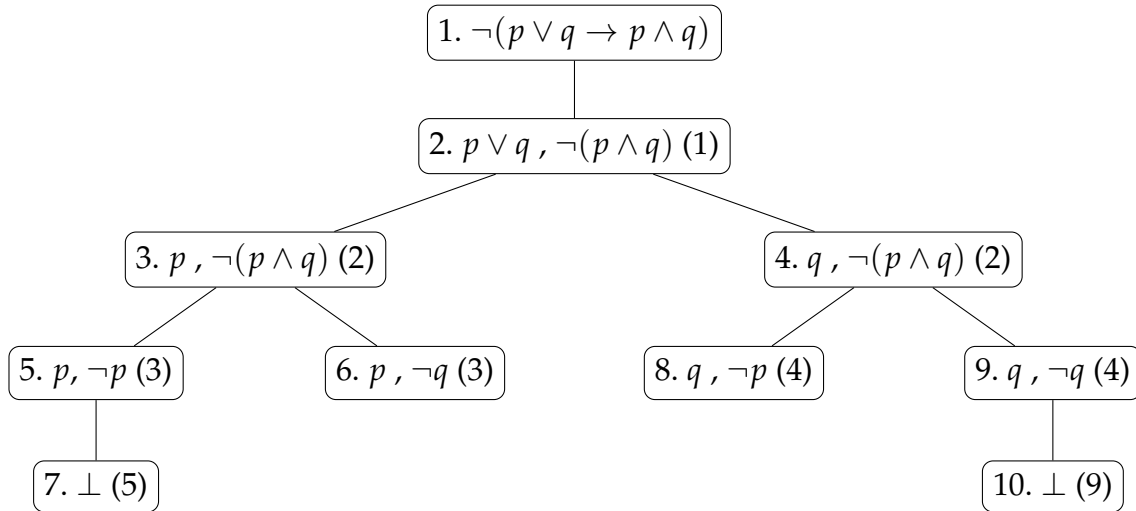 1. ¬(p ∨ q → p ∧ q)
2. p ∨ q , ¬(p ∧ q) (1)
3. p , ¬(p ∧ q) (2)
4. q , ¬(p ∧ q) (2)
5. p, ¬p (3)
6. p , ¬q (3)
8. q , ¬p (4)
9. q , ¬q (4)
7. ⊥ (5)
10. ⊥ (9)